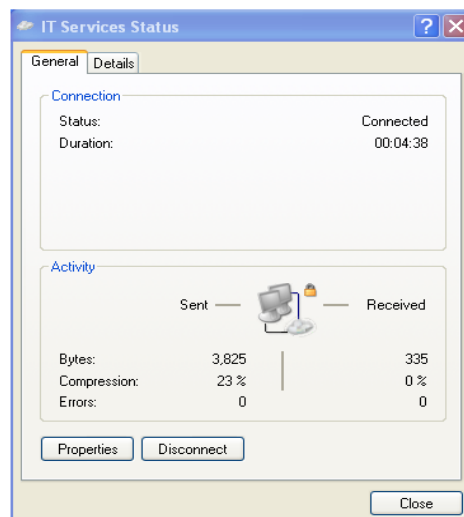 IT Services Status
General Details
Connection
Status: Connected
Duration: 00:04:38
Activity
Sent Received
Bytes: 3,825 335
Compression: 23 % 0 %
Errors: 0 0
Properties Disconnect
Close